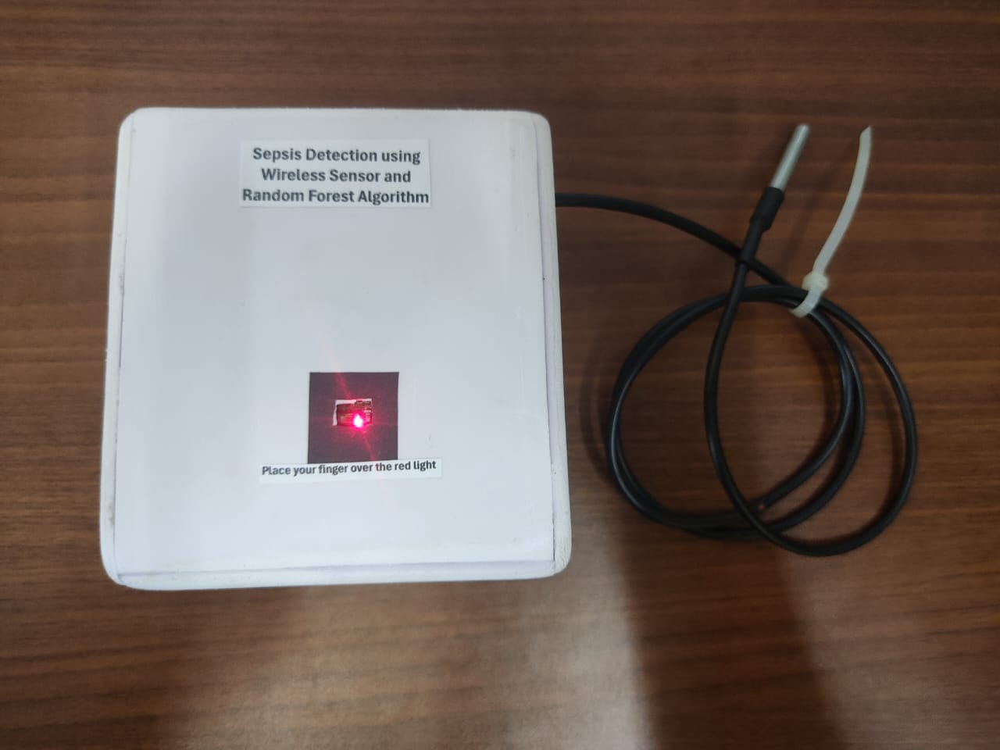 Sepsis Detection using
Wireless Sensor and
Random Forest Algorithm
Place your finger over the red light